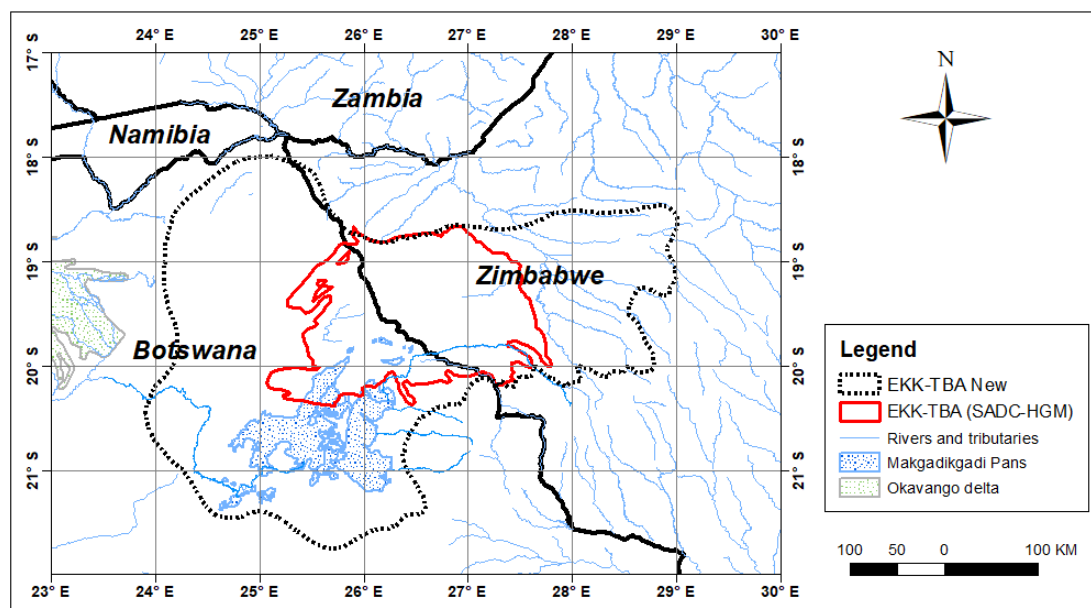 24° E 25° E 26° E 27° E 28° E 29° E 30° E
17° S 17° S
N
Zambia
Namibia
18° S 18° S
19° S 19° S
Zimbabwe
Botswana
20° S 20° S
21° S 21° S
23° E 24° E 25° E 26° E 27° E 28° E 29° E 30° E
Legend
EKK-TBA New
EKK-TBA (SADC-HGM)
Rivers and tributaries
Makgadikgadi Pans
Okavango delta
100 50 0 100 KM